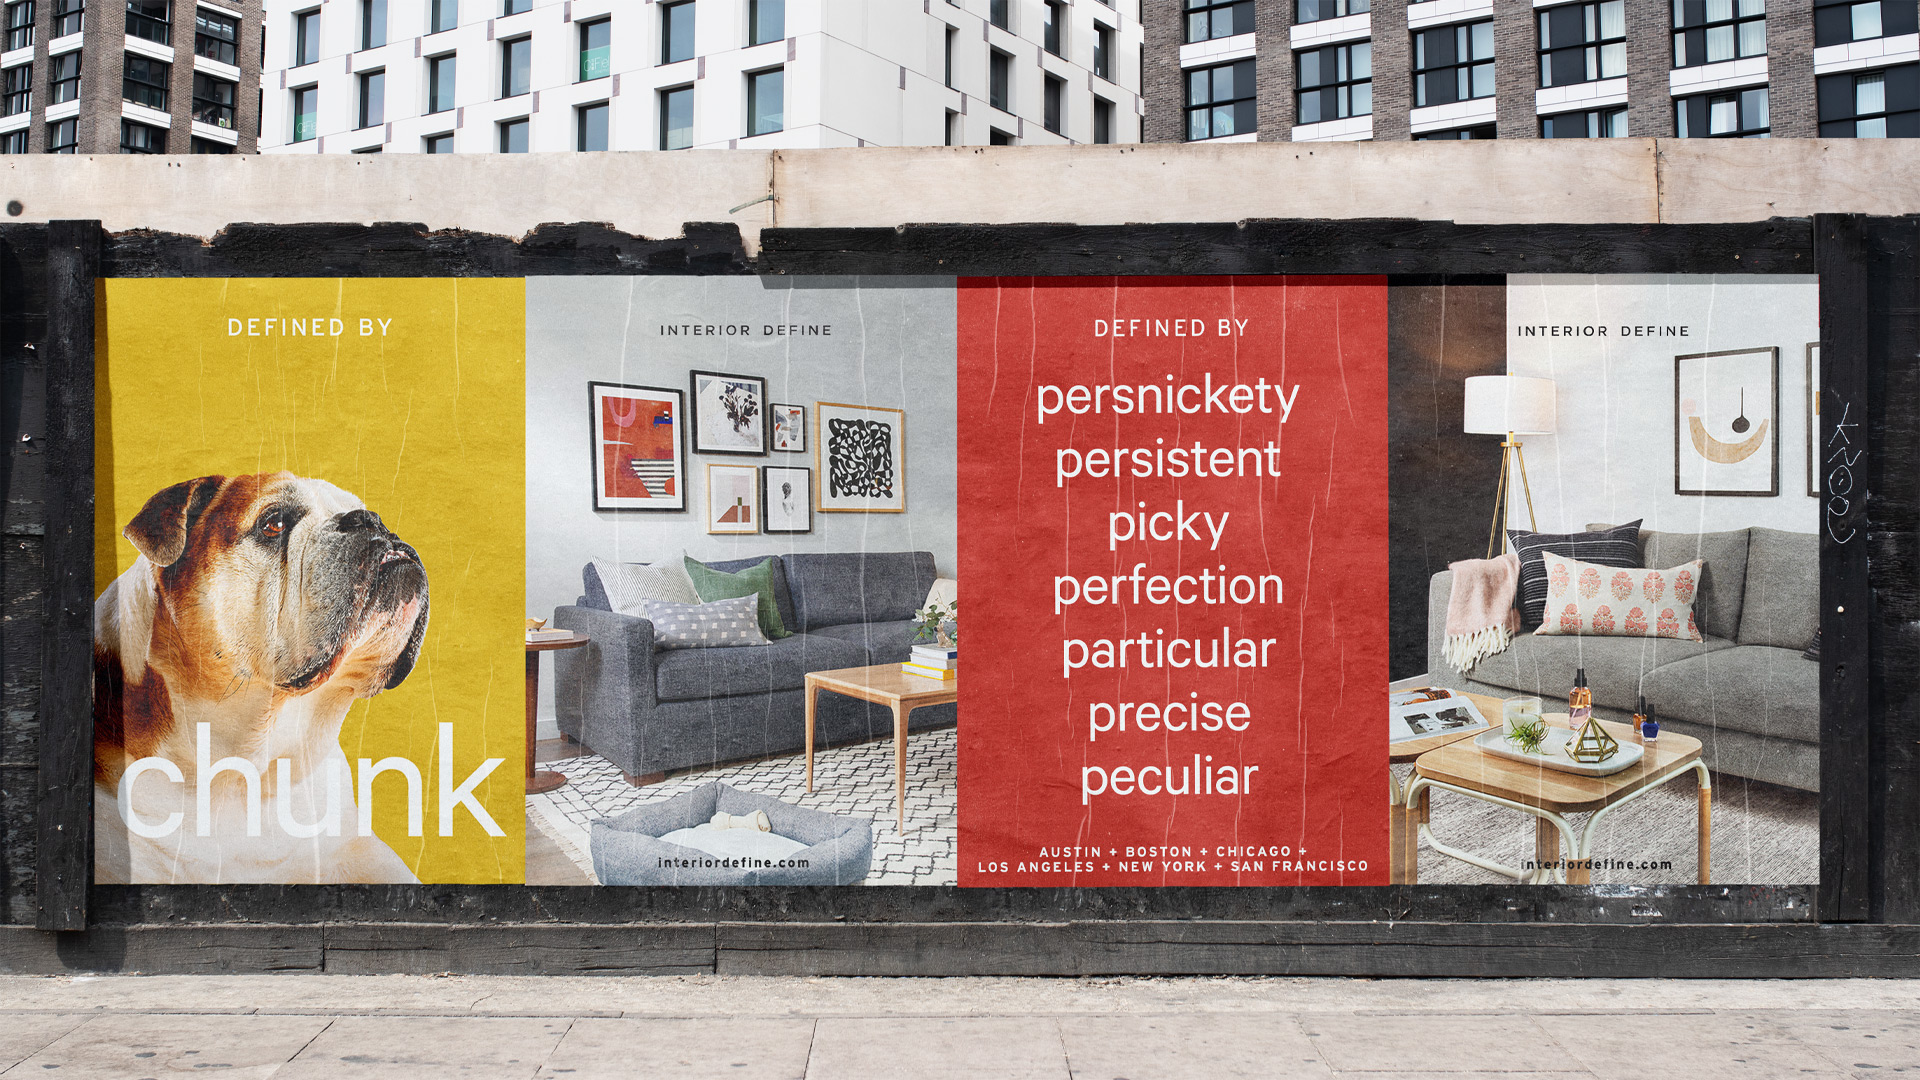 DEFINED BY
chunk
INTERIOR DEFINE
interiordefine.com
DEFINED BY
persnickety
persistent
picky
perfection
particular
precise
peculiar
AUSTIN + BOSTON + CHICAGO +
LOS ANGELES + NEW YORK + SAN FRANCISCO
INTERIOR DEFINE
interiordefine.com